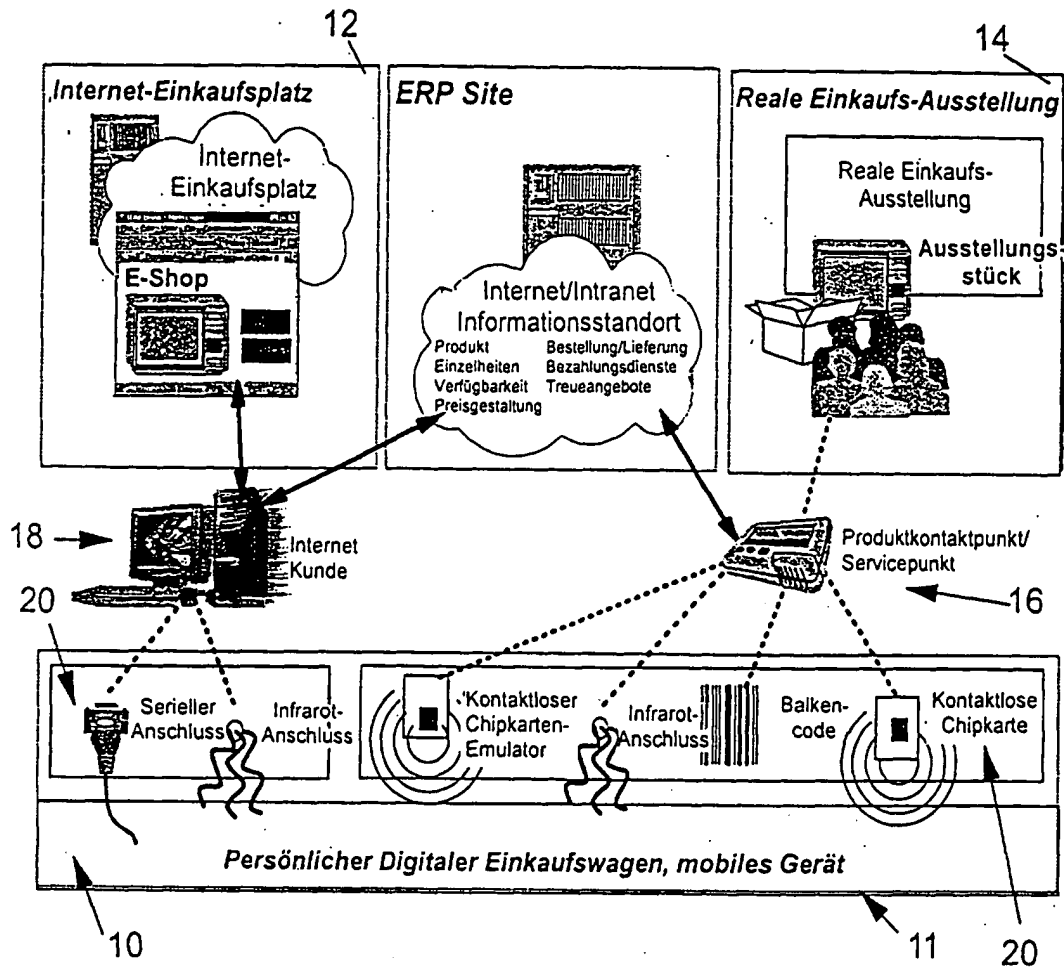 12
14
Internet-Einkaufsplatz
Internet-
Einkaufsplatz
E-Shop
ERP Site
Internet/Intranet
Informationsstandort
Produkt
Einzelheiten
Verfügbarkeit
Preisgestaltung
Bestellung/Lieferung
Bezahlungsdienste
Treueangebote
Reale Einkaufs-Ausstellung
Reale Einkaufs-
Ausstellung
Ausstellungs
stück
18
Internet
Kunde
Produktkontaktpunkt/
Servicepunkt
16
20
Serieller
Anschluss
Infrarot-
Anschluss
Kontaktloser
Chipkarten-
Emulator
Infrarot-
Anschluss
Balken-
code
Kontaktlose
Chipkarte
Persönlicher Digitaler Einkaufswagen, mobiles Gerät
10
11
20